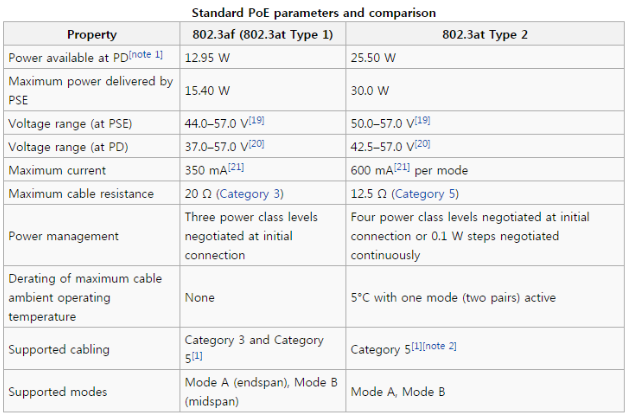 Standard PoE parameters and comparison
Property 802.3af (802.3at Type 1) 802.3at Type 2
Power available at PD[note 1] 12.95 W 25.50 W
Maximum power delivered by
PSE 15.40 W 30.0 W
Voltage range (at PSE) 44.0–57.0 V[19] 50.0–57.0 V[19]
Voltage range (at PD) 37.0–57.0 V[20] 42.5–57.0 V[20]
Maximum current 350 mA[21] 600 mA[21] per mode
Maximum cable resistance 20 Ω (Category 3) 12.5 Ω (Category 5)
Power management
Three power class levels
negotiated at initial
connection
Four power class levels negotiated at initial
connection or 0.1 W steps negotiated
continuously
Derating of maximum cable
ambient operating
temperature
None
5°C with one mode (two pairs) active
Supported cabling
Category 3 and Category
5[1]
Category 5[1][note 2]
Supported modes
Mode A (endspan), Mode B
(midspan)
Mode A, Mode B